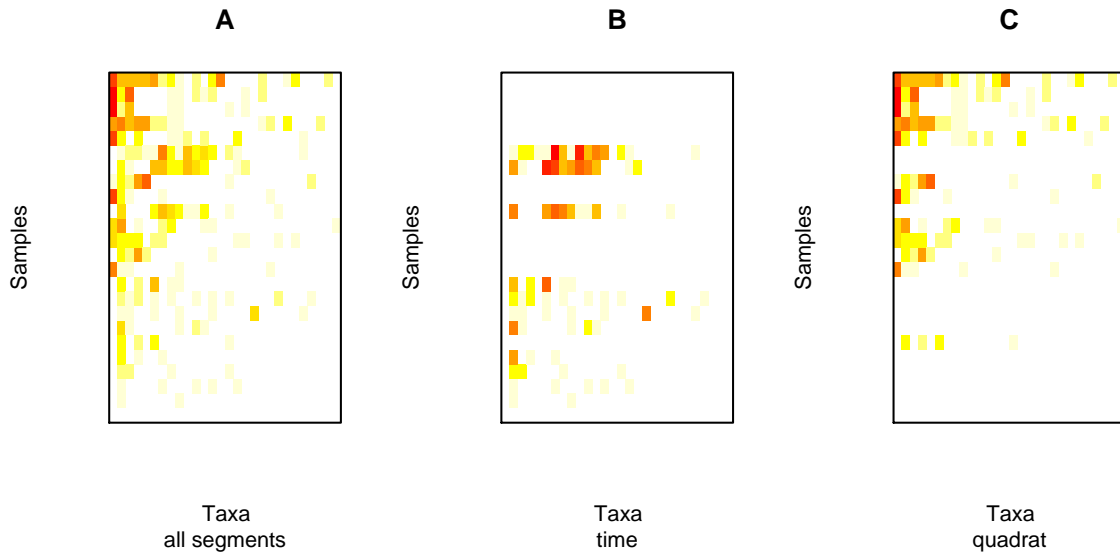 A
B
C
Samples
Samples
Samples
Taxa
all segments
Taxa
time
Taxa
quadrat